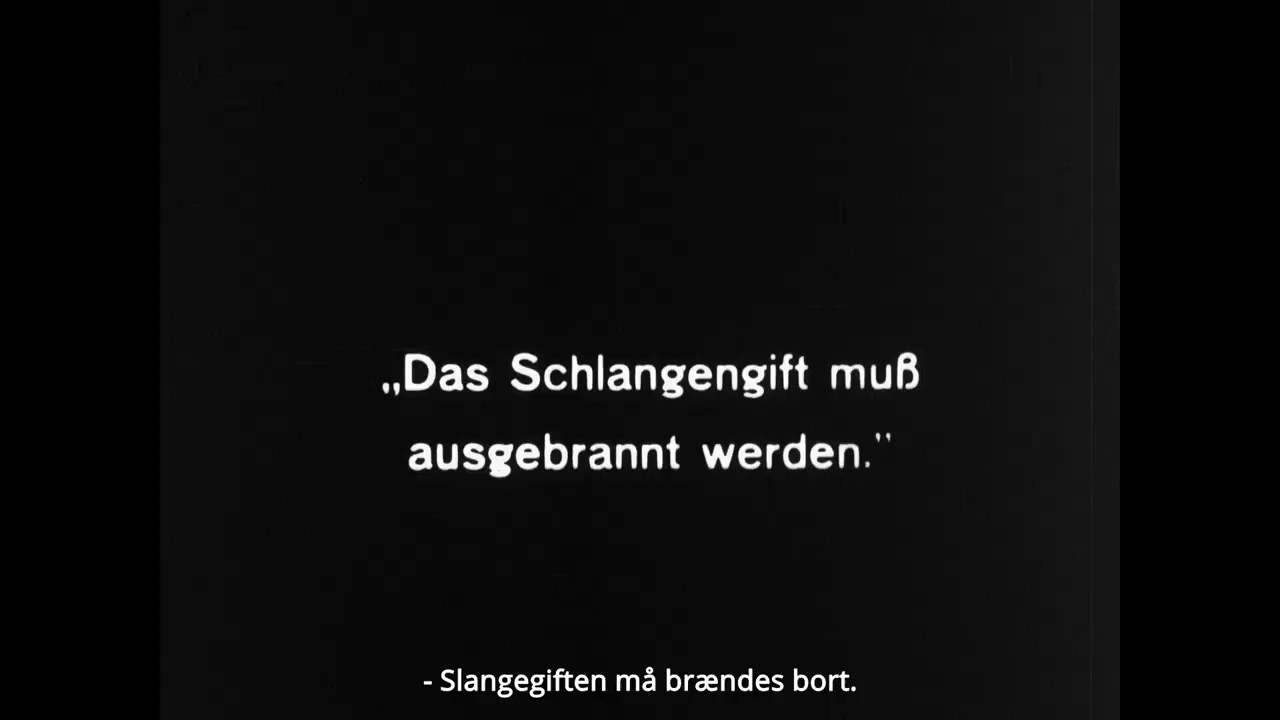 „Das Schlangengift muß
ausgebrannt werden."
- Slangegiften må brændes bort.